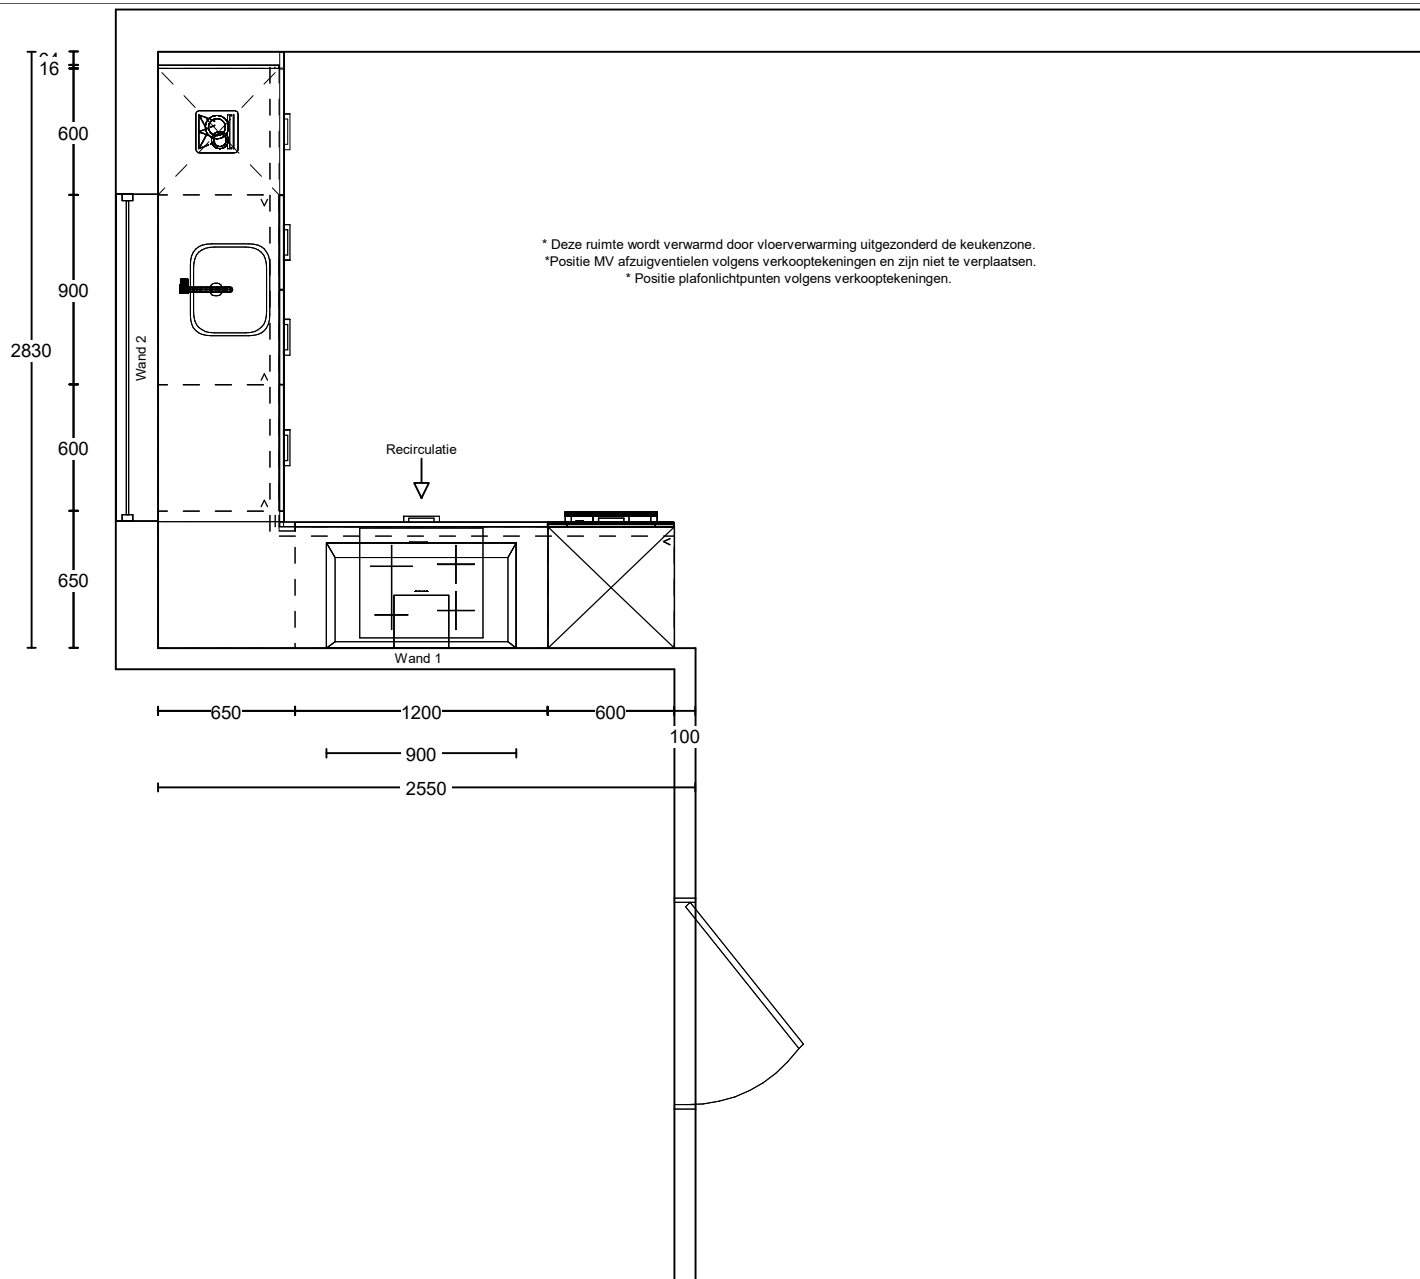 16
600
* Deze ruimte wordt verwarmd door vloerverwarming uitgezonderd de keukenzone.
*Positie MV afzuigventielen volgens verkooptekeningen en zijn niet te verplaatsen.
* Positie plafonlichtpunten volgens verkooptekeningen.
900
2830
Wand 2
600
Recirculatie
650
Wand 1
650
1200
600
100
900
2550